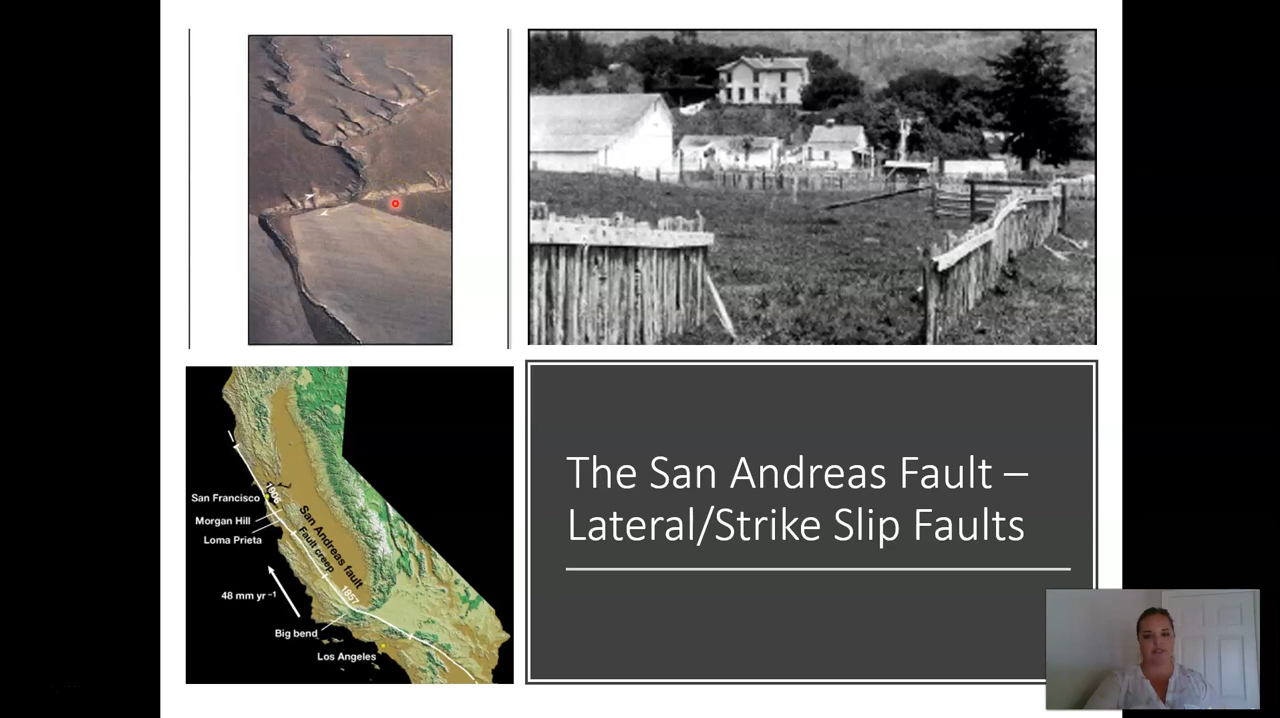 The San Andreas Fault –
Lateral/Strike Slip Faults
San Francisco
1906
Morgan Hill
Loma Prieta
San Andreas fault
Fault creep
48 mm yr⁻¹
1857
Big bend
Los Angeles